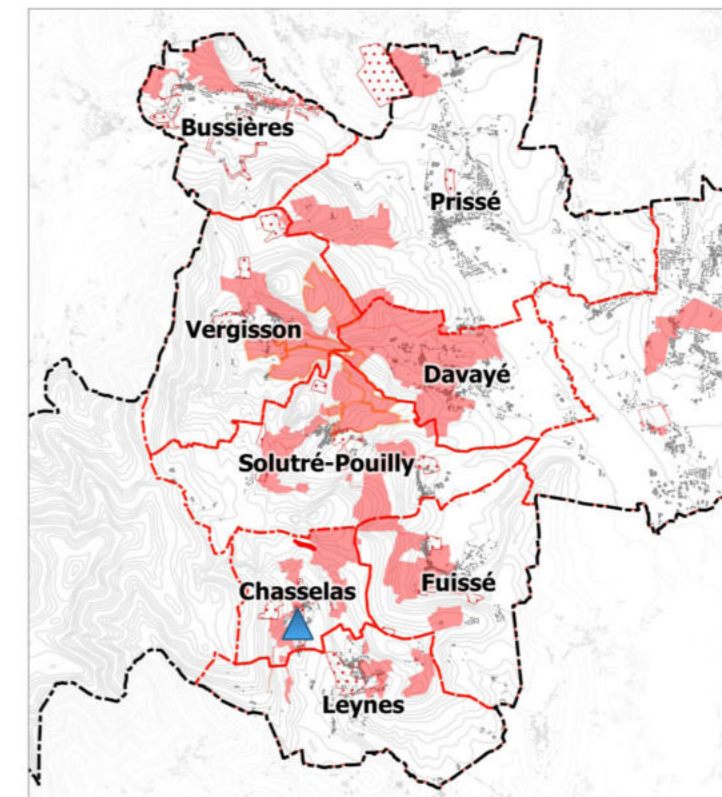 Bussières
Prissé
Vergisson
Davayé
Solutré-Pouilly
Chasselas
Fuissé
Leynes